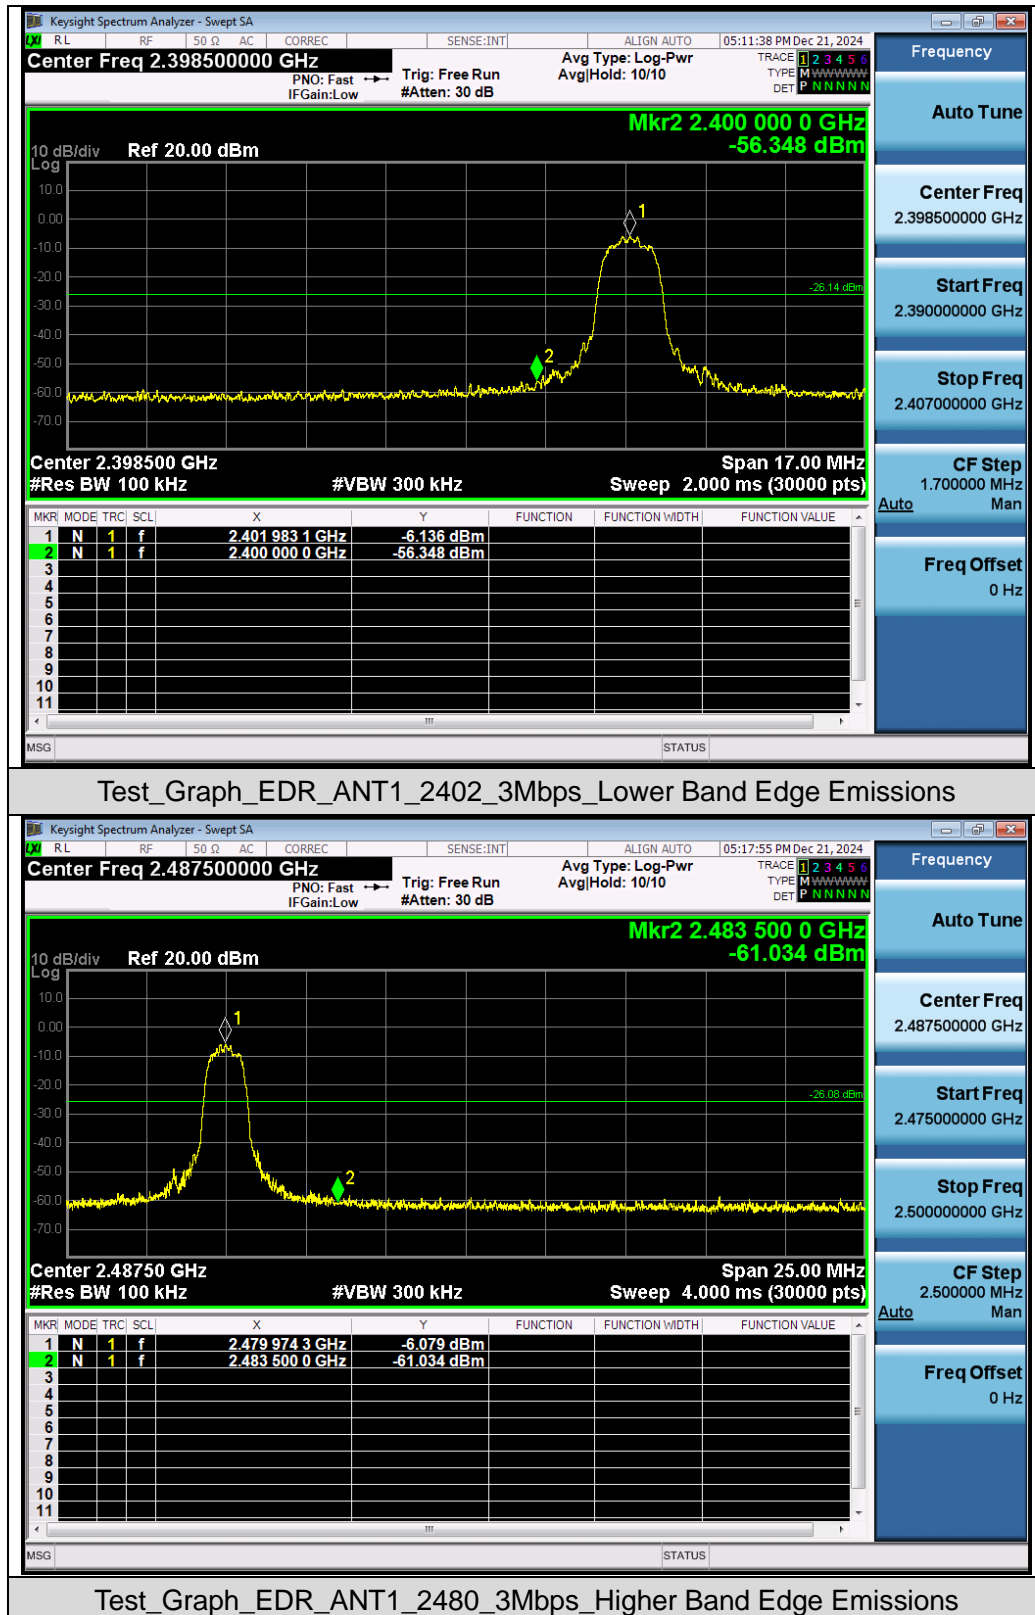 Keysight Spectrum Analyzer - Swept SA
LXI RL RF 50 Ω AC CORREC SENSE:INT ALIGN AUTO 05:11:38 PM Dec 21, 2024
Center Freq 2.398500000 GHz
PNO: Fast
IFGain:Low
Trig: Free Run
#Atten: 30 dB
Avg Type: Log-Pwr
Avg|Hold: 10/10
TRACE 1 2 3 4 5 6
TYPE M W W W W W
DET P N N N N N
Mkr2 2.400 000 0 GHz
-56.348 dBm
10 dB/div Ref 20.00 dBm
Log
10.0
0.00
-10.0
-20.0
-30.0
-40.0
-50.0
-60.0
-70.0
1
-26.14 dBm
2
Center 2.398500 GHz Span 17.00 MHz
#Res BW 100 kHz #VBW 300 kHz Sweep 2.000 ms (30000 pts)
MKR MODE TRC SCL X Y FUNCTION FUNCTION WIDTH FUNCTION VALUE
1 N 1 f 2.401 983 1 GHz -6.136 dBm
2 N 1 f 2.400 000 0 GHz -56.348 dBm
3
4
5
6
7
8
9
10
11
MSG STATUS
Frequency
Auto Tune
Center Freq
2.398500000 GHz
Start Freq
2.390000000 GHz
Stop Freq
2.407000000 GHz
CF Step
1.700000 MHz
Auto Man
Freq Offset
0 Hz
Test_Graph_EDR_ANT1_2402_3Mbps_Lower Band Edge Emissions
Keysight Spectrum Analyzer - Swept SA
LXI RL RF 50 Ω AC CORREC SENSE:INT ALIGN AUTO 05:17:55 PM Dec 21, 2024
Center Freq 2.487500000 GHz
PNO: Fast
IFGain:Low
Trig: Free Run
#Atten: 30 dB
Avg Type: Log-Pwr
Avg|Hold: 10/10
TRACE 1 2 3 4 5 6
TYPE M W W W W W
DET P N N N N N
Mkr2 2.483 500 0 GHz
-61.034 dBm
10 dB/div Ref 20.00 dBm
Log
10.0
0.00
-10.0
-20.0
-30.0
-40.0
-50.0
-60.0
-70.0
1
-26.08 dBm
2
Center 2.48750 GHz Span 25.00 MHz
#Res BW 100 kHz #VBW 300 kHz Sweep 4.000 ms (30000 pts)
MKR MODE TRC SCL X Y FUNCTION FUNCTION WIDTH FUNCTION VALUE
1 N 1 f 2.479 974 3 GHz -6.079 dBm
2 N 1 f 2.483 500 0 GHz -61.034 dBm
3
4
5
6
7
8
9
10
11
MSG STATUS
Frequency
Auto Tune
Center Freq
2.487500000 GHz
Start Freq
2.475000000 GHz
Stop Freq
2.500000000 GHz
CF Step
2.500000 MHz
Auto Man
Freq Offset
0 Hz
Test_Graph_EDR_ANT1_2480_3Mbps_Higher Band Edge Emissions